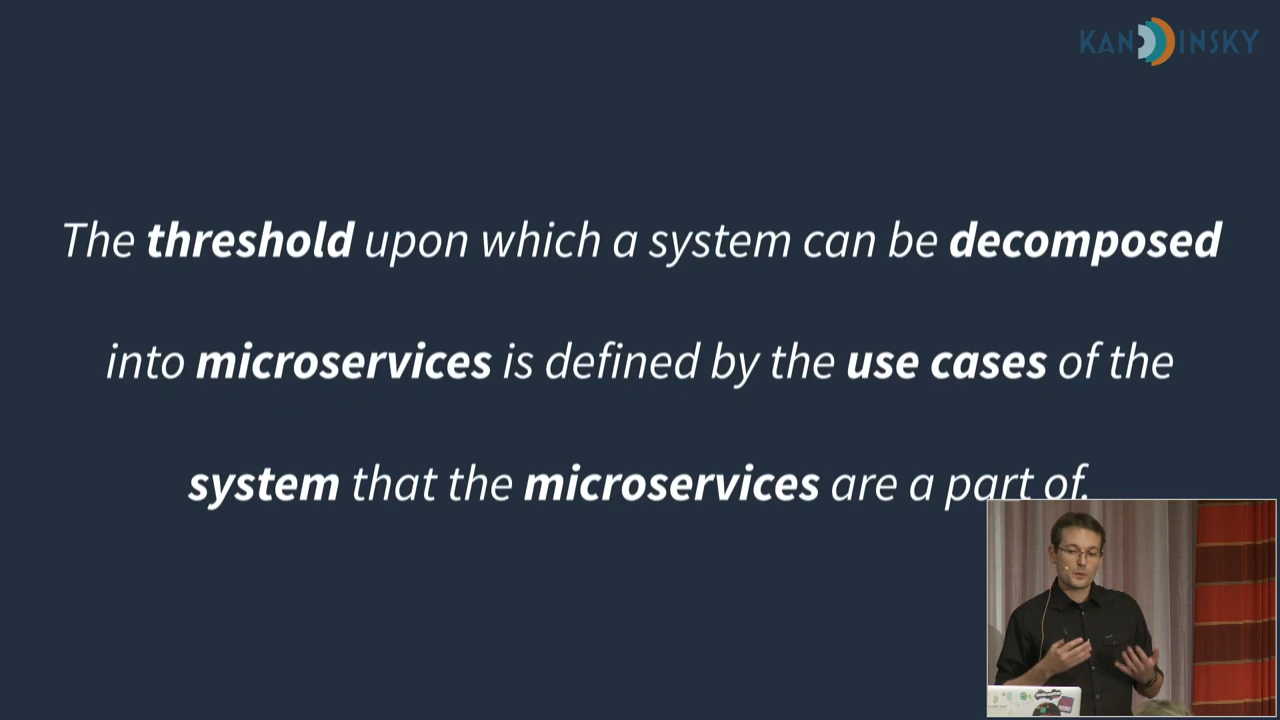 KANDDINSKY
The threshold upon which a system can be decomposed
into microservices is defined by the use cases of the
system that the microservices are a part of.